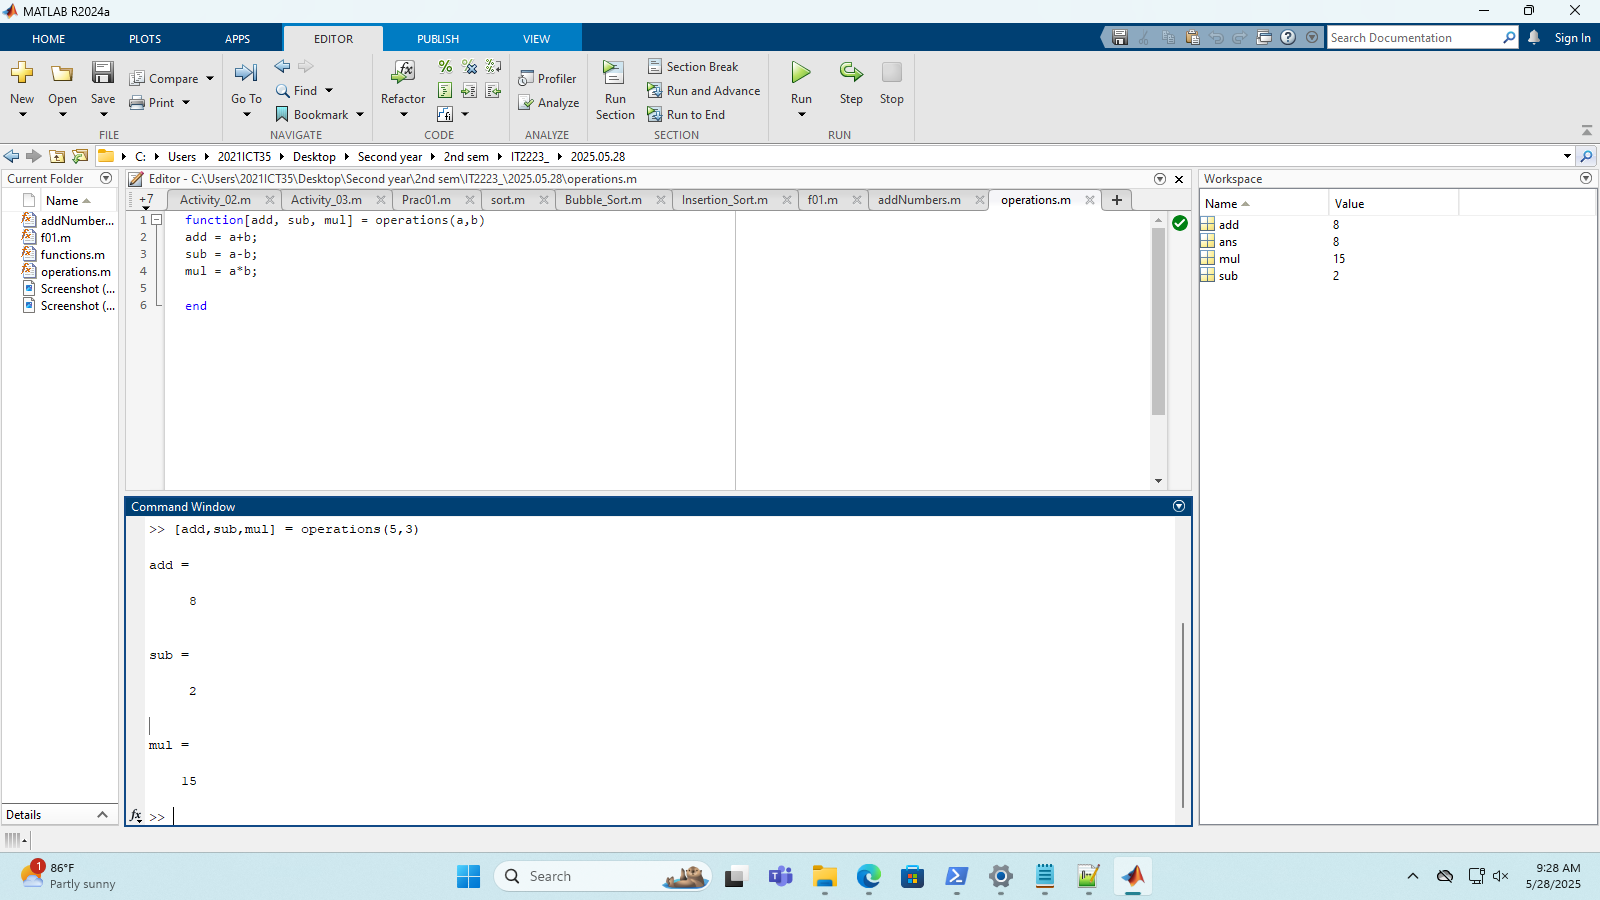 MATLAB R2024a
HOME PLOTS APPS EDITOR PUBLISH VIEW
Search Documentation
Sign In
New Open Save
Compare
Print
FILE
Go To
Find
Bookmark
NAVIGATE
Refactor
CODE
Profiler
Analyze
ANALYZE
Run Section
Section Break
Run and Advance
Run to End
SECTION
Run Step Stop
RUN
C: Users 2021ICT35 Desktop Second year 2nd sem IT2223_ 2025.05.28
Current Folder
Name
addNumber...
f01.m
functions.m
operations.m
Screenshot (...
Screenshot (...
Details
Editor - C:\Users\2021ICT35\Desktop\Second year\2nd sem\IT2223_\2025.05.28\operations.m
+7 Activity_02.m Activity_03.m Prac01.m sort.m Bubble_Sort.m Insertion_Sort.m f01.m addNumbers.m operations.m
1 function[add, sub, mul] = operations(a,b)
2 add = a+b;
3 sub = a-b;
4 mul = a*b;
5
6 end
Command Window
>> [add,sub,mul] = operations(5,3)
add =
8
sub =
2
mul =
15
fx >>
Workspace
Name Value
add 8
ans 8
mul 15
sub 2
1
86°F
Partly sunny
Search
9:28 AM
5/28/2025